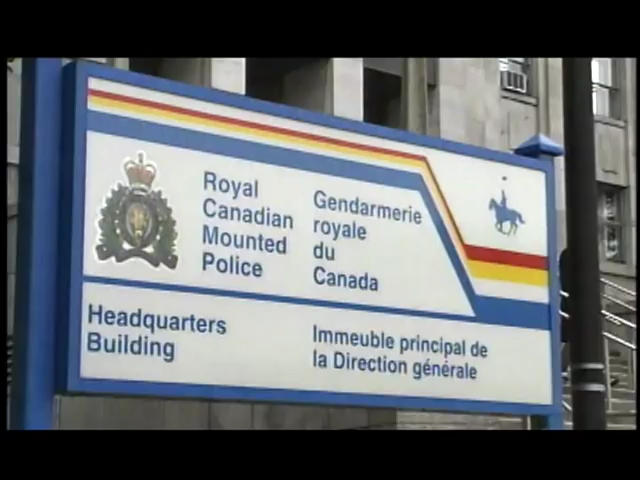 Royal
Canadian
Mounted
Police
Gendarmerie
royale
du
Canada
Headquarters
Building
Immeuble principal de
la Direction générale